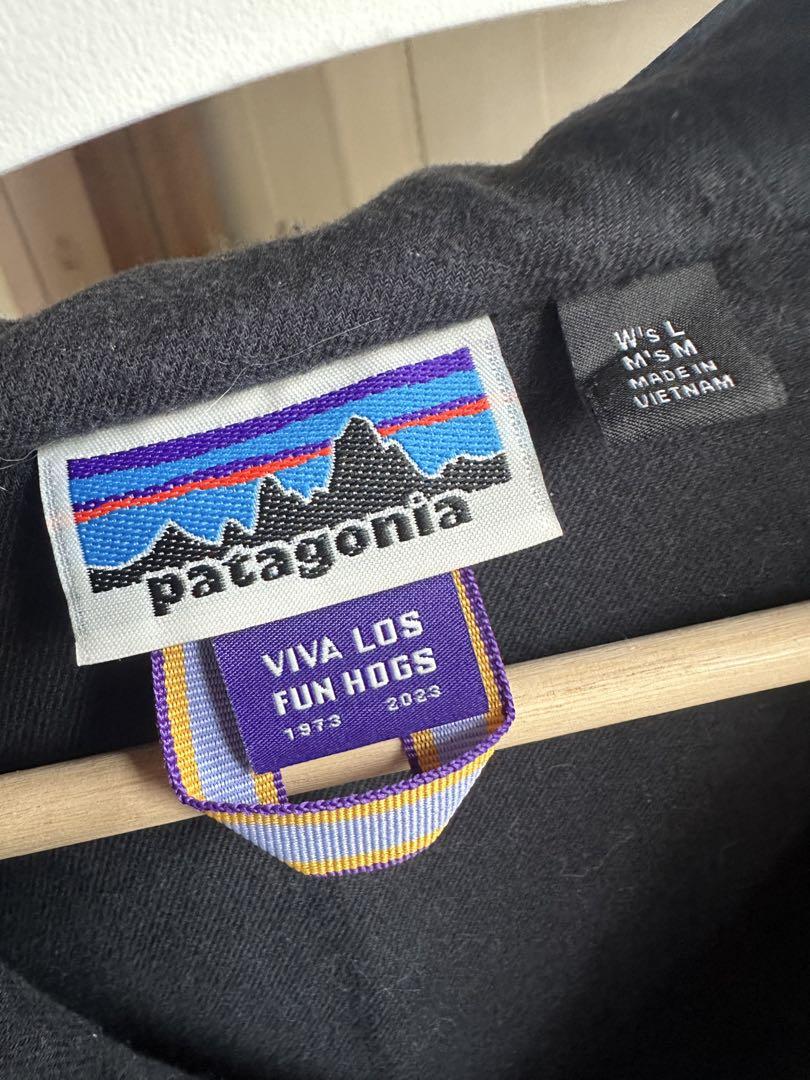 patagonia
W's L
M's M
MADE IN
VIETNAM
VIVA LOS
FUN HOGS
1973 2023